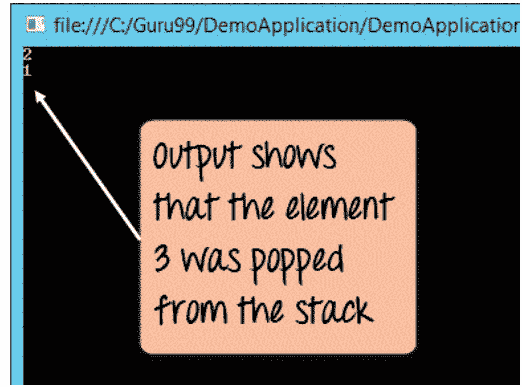 file:///C:/Guru99/DemoApplication/DemoApplication
2
1
Output shows
that the element
3 was popped
from the stack